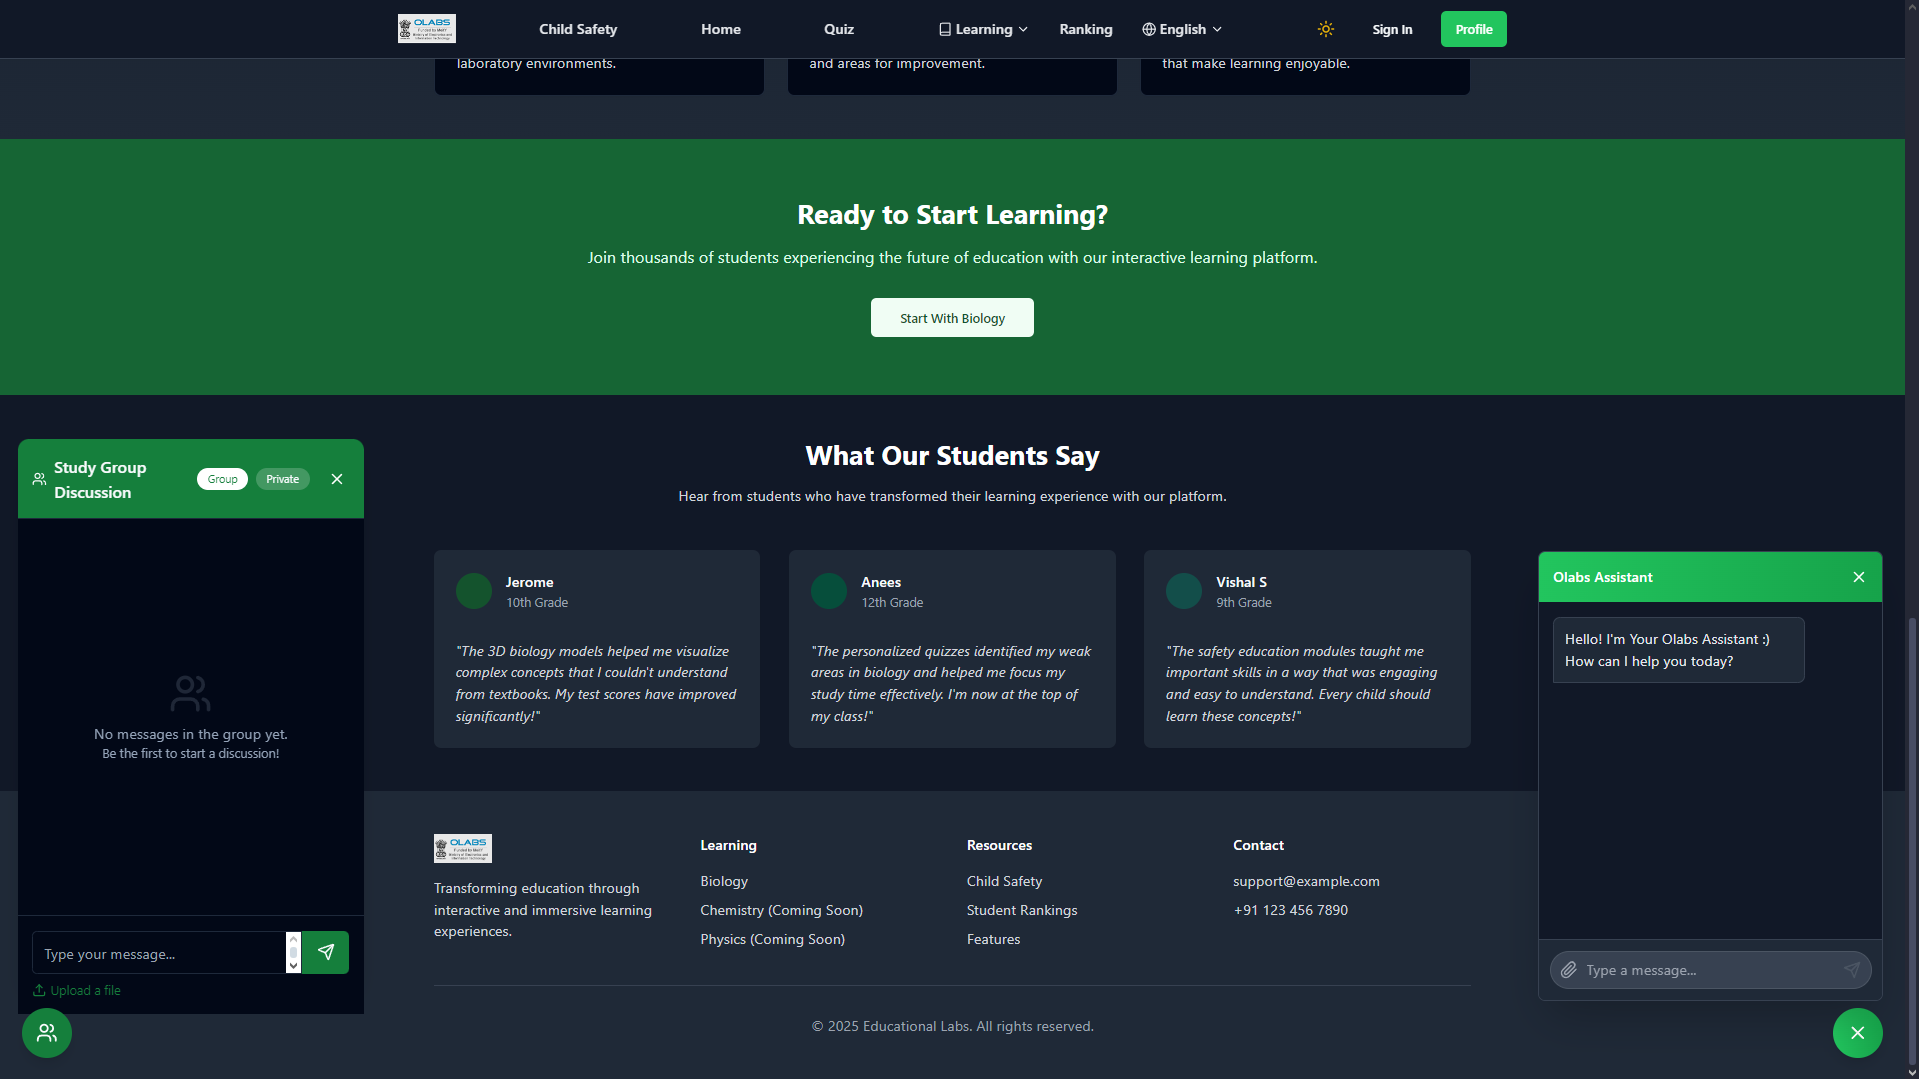 OLABS
Child Safety
Home
Quiz
Learning
Ranking
English
Sign In
Profile
laboratory environments.
and areas for improvement.
that make learning enjoyable.
Ready to Start Learning?
Join thousands of students experiencing the future of education with our interactive learning platform.
Start With Biology
What Our Students Say
Hear from students who have transformed their learning experience with our platform.
Study Group
Discussion
Group
Private
No messages in the group yet.
Be the first to start a discussion!
Type your message...
Upload a file
Jerome
10th Grade
"The 3D biology models helped me visualize
complex concepts that I couldn't understand
from textbooks. My test scores have improved
significantly!"
Anees
12th Grade
"The personalized quizzes identified my weak
areas in biology and helped me focus my
study time effectively. I'm now at the top of
my class!"
Vishal S
9th Grade
"The safety education modules taught me
important skills in a way that was engaging
and easy to understand. Every child should
learn these concepts!"
Olabs Assistant
Hello! I'm Your Olabs Assistant :)
How can I help you today?
Type a message...
OLABS
Transforming education through
interactive and immersive learning
experiences.
Learning
Biology
Chemistry (Coming Soon)
Physics (Coming Soon)
Resources
Child Safety
Student Rankings
Features
Contact
support@example.com
+91 123 456 7890
© 2025 Educational Labs. All rights reserved.